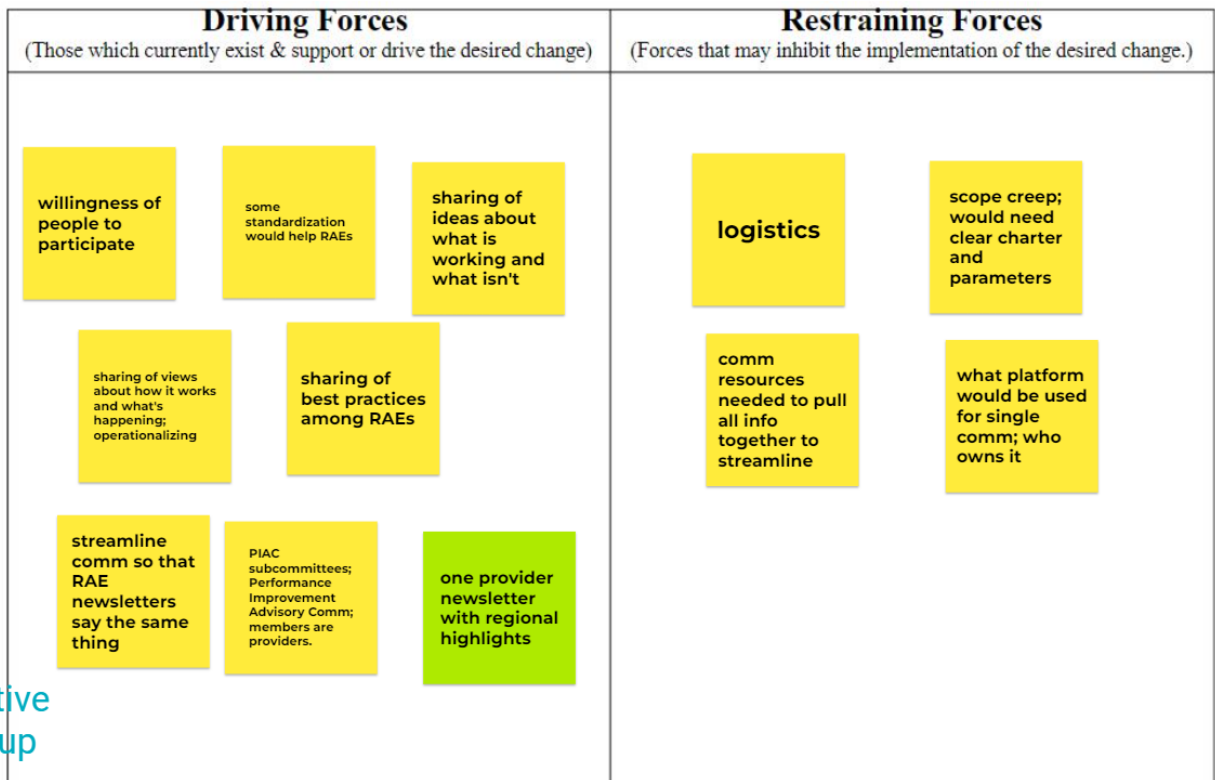 Driving Forces
(Those which currently exist & support or drive the desired change)
Restraining Forces
(Forces that may inhibit the implementation of the desired change.)
willingness of
people to
participate
some
standardization
would help RAEs
sharing of
ideas about
what is
working and
what isn't
sharing of views
about how it works
and what's
happening;
operationalizing
sharing of
best practices
among RAEs
streamline
comm so that
RAE
newsletters
say the same
thing
PIAC
subcommittees;
Performance
Improvement
Advisory Comm;
members are
providers.
one provider
newsletter
with regional
highlights
logistics
scope creep;
would need
clear charter
and
parameters
comm
resources
needed to pull
all info
together to
streamline
what platform
would be used
for single
comm; who
owns it
tive
up